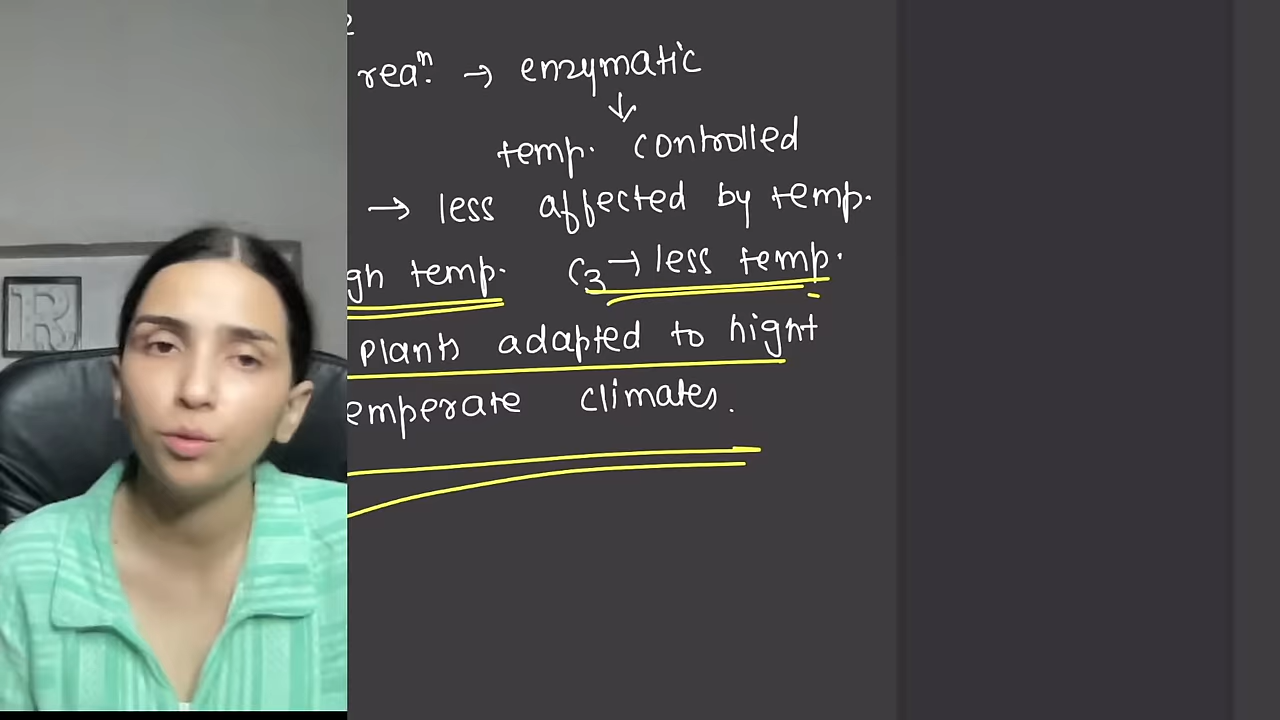 2
reaⁿ. → enzymatic
↓
temp. controlled
→ less affected by temp.
gh temp. C₃ → less temp.
plants adapted to hight
emperate climates.
R